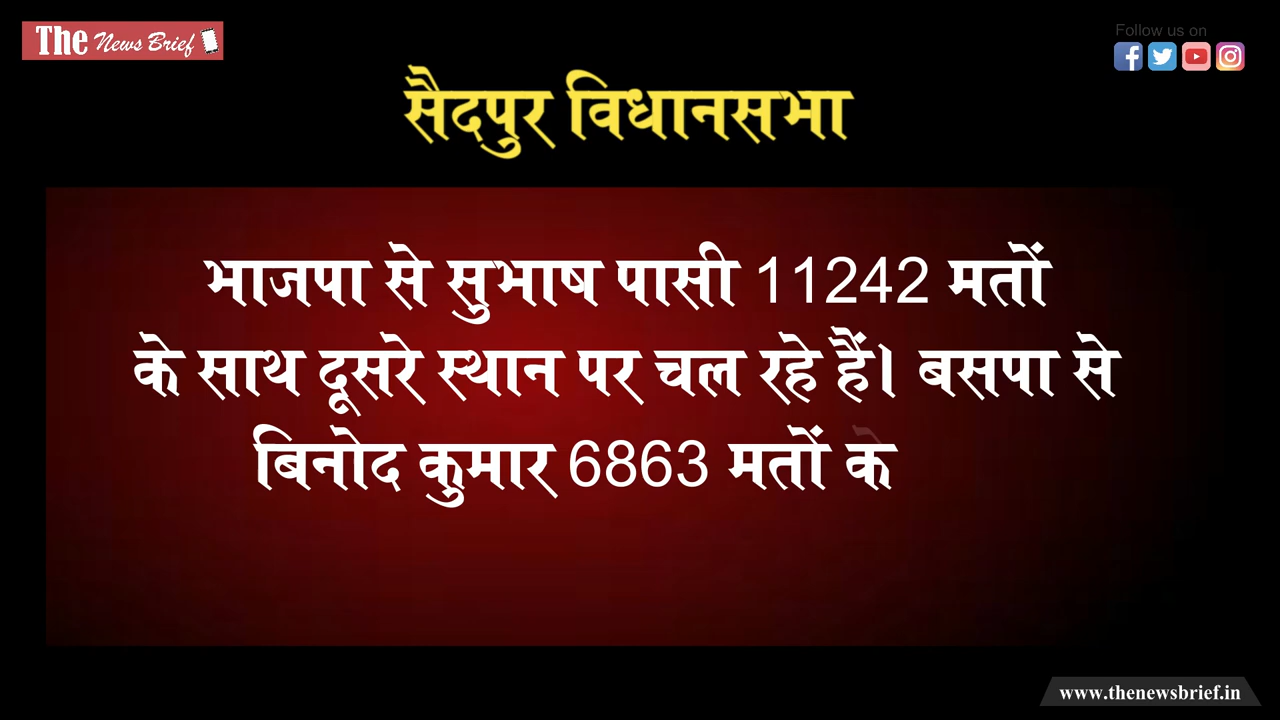 The News Brief
Follow us on
सैदपुर विधानसभा
भाजपा से सुभाष पासी 11242 मतों
के साथ दूसरे स्थान पर चल रहे हैं। बसपा से
बिनोद कुमार 6863 मतों के
www.thenewsbrief.in